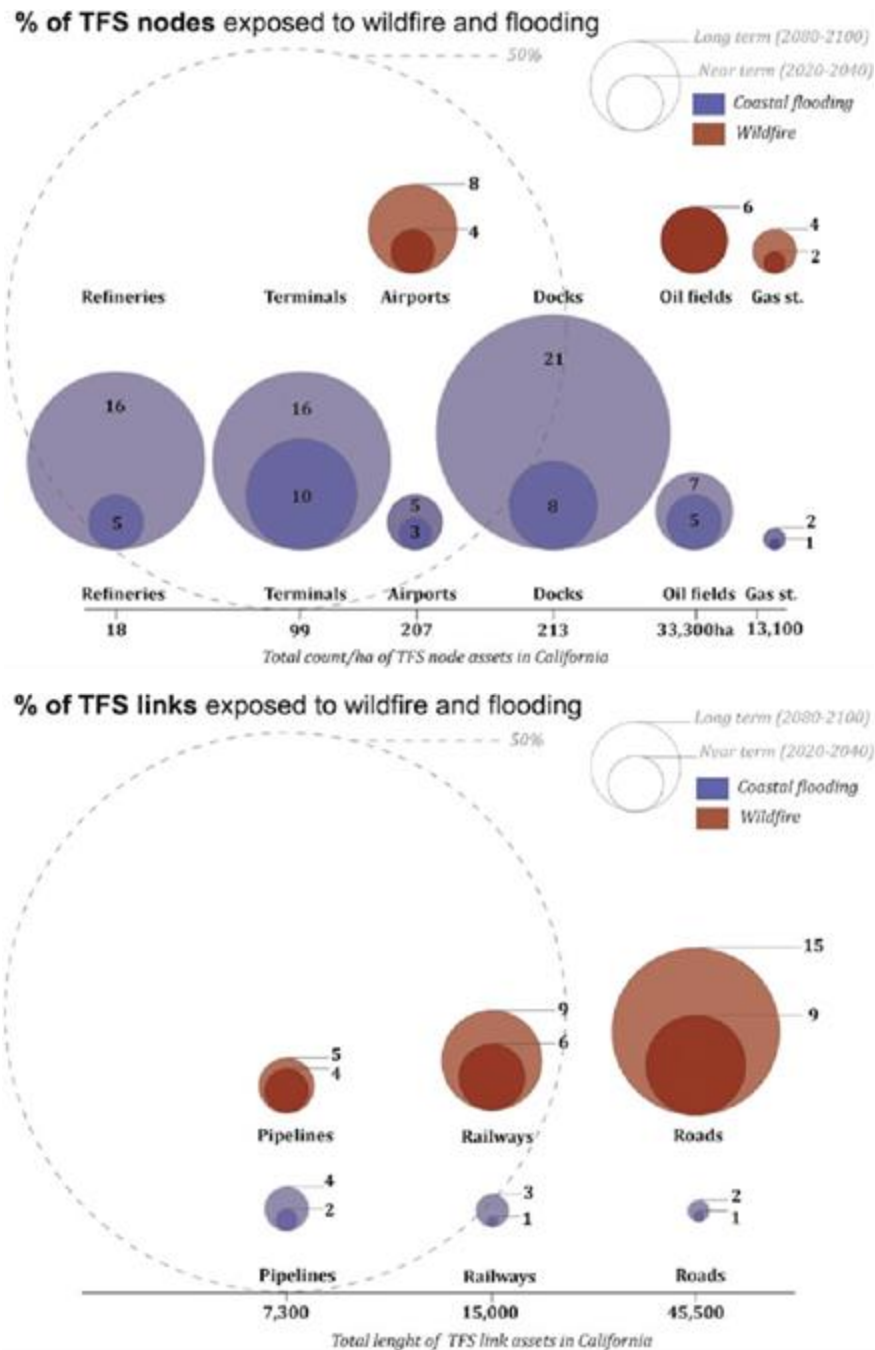 % of TFS nodes exposed to wildfire and flooding
Long term (2080-2100)
50%
Near term (2020-2040)
Coastal flooding
Wildfire
8
4
6
4
2
Refineries Terminals Airports Docks Oil fields Gas st.
21
16
16
10
5
5
3
8
7
5
2
1
Refineries Terminals Airports Docks Oil fields Gas st.
18 99 207 213 33,300ha 13,100
Total count/ha of TFS node assets in California
% of TFS links exposed to wildfire and flooding
Long term (2080-2100)
50%
Near term (2020-2040)
Coastal flooding
Wildfire
15
9
9
6
5
4
Pipelines Railways Roads
4
2
3
1
2
1
Pipelines Railways Roads
7,300 15,000 45,500
Total lenght of TFS link assets in California